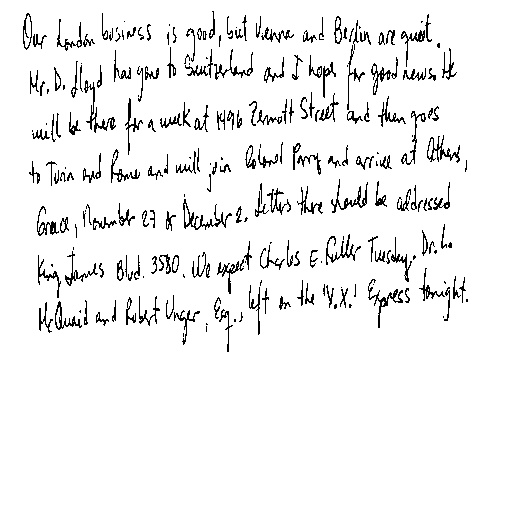 Our London business is good, but Vienna and Berlin are quiet.
Mr. D. Lloyd has gone to Switzerland and I hope for good news. He
will be there for a week at 1496 Zermott Street and then goes
to Turin and Rome and will join Colonel Parry and arrive at Athens,
Greece, November 27 or December 2. Letters there should be addressed
King James Blvd. 3580. We expect Charles E. Fuller Tuesday. Dr. L.
McQuaid and Robert Unger, Esq., left on the 'V.X.' Express tonight.